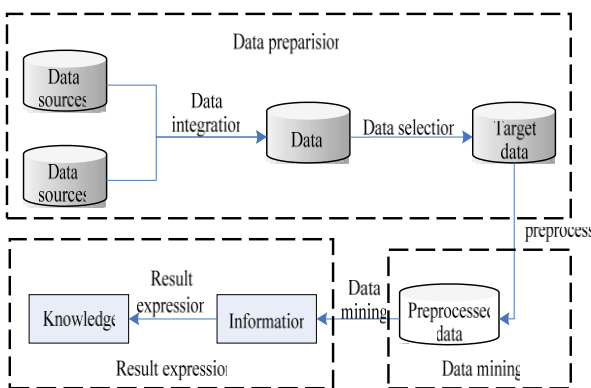 Data preparision
Data
sources
Data
integration
Data
Data selection
Target
data
Data
sources
preprocess
Result
expression
Data
mining
Preprocessed
data
Knowledge
Information
Result expression
Data mining